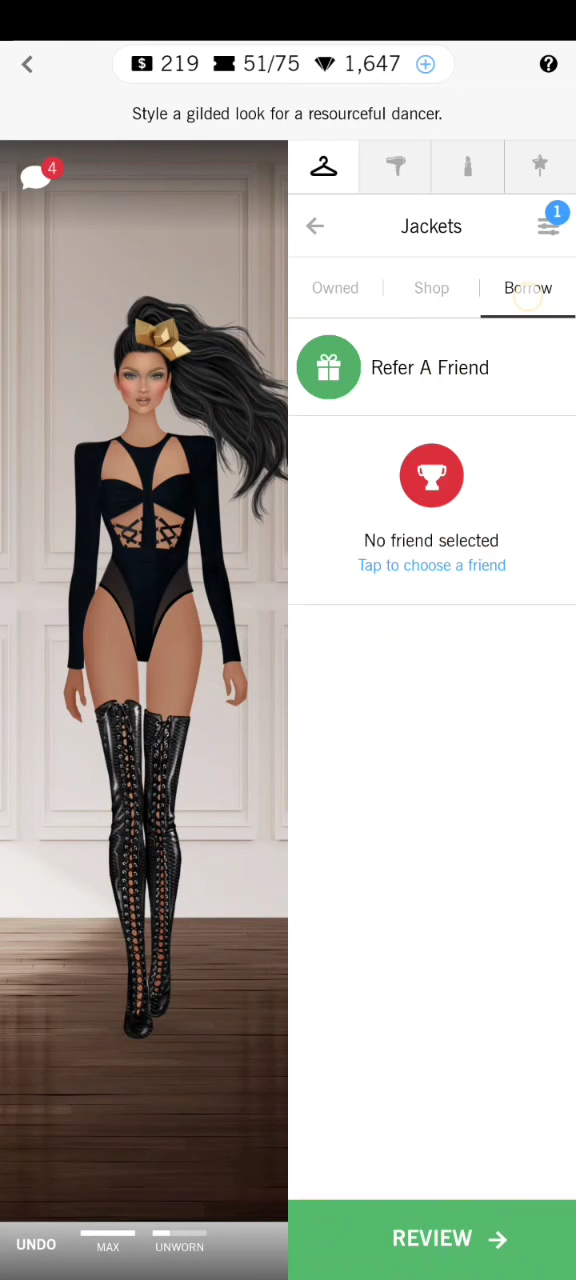 $ 219 51/75 1,647
Style a gilded look for a resourceful dancer.
4
Jackets
1
Owned
Shop
Borrow
Refer A Friend
No friend selected
Tap to choose a friend
UNDO
MAX
UNWORN
REVIEW